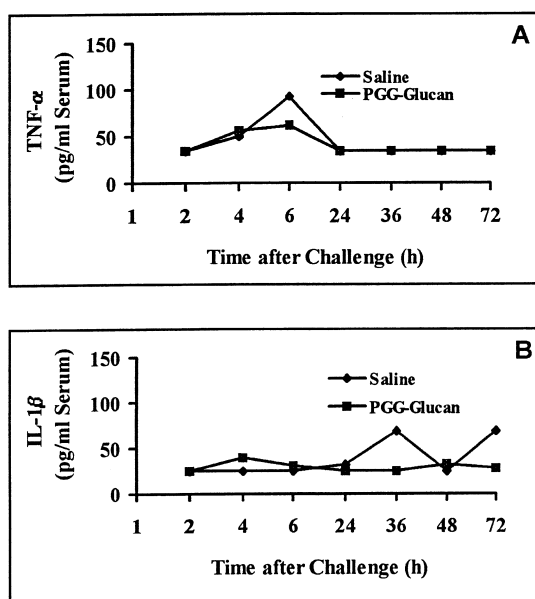 A
150
100
50
0
TNF-α
(pg/ml Serum)
Saline
PGG-Glucan
1 2 4 6 24 36 48 72
Time after Challenge (h)
B
150
100
50
0
IL-1β
(pg/ml Serum)
Saline
PGG-Glucan
1 2 4 6 24 36 48 72
Time after Challenge (h)